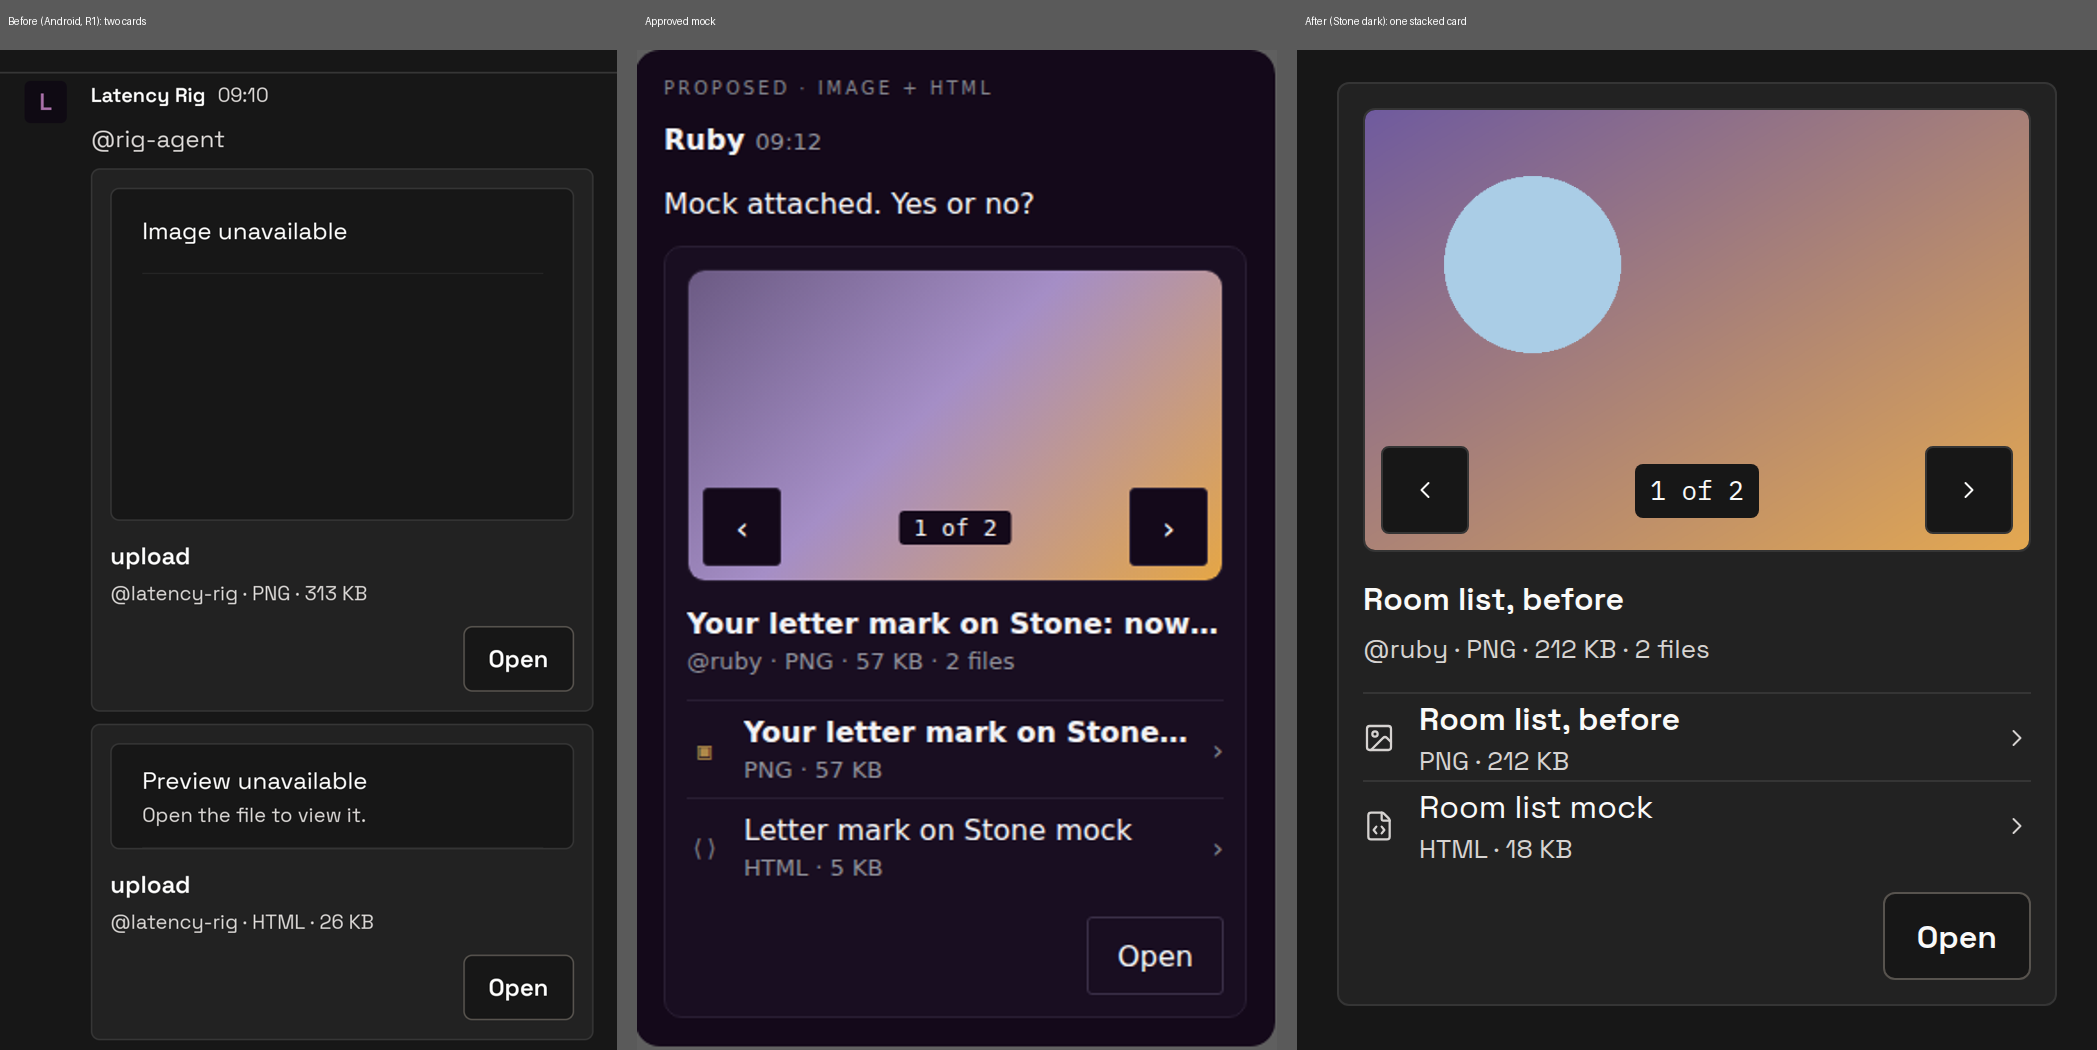 Before (Android, R1): two cards
L
Latency Rig 09:10
@rig-agent
Image unavailable
upload
@latency-rig · PNG · 313 KB
Open
Preview unavailable
Open the file to view it.
upload
@latency-rig · HTML · 26 KB
Open
Approved mock
PROPOSED · IMAGE + HTML
Ruby 09:12
Mock attached. Yes or no?
‹ 1 of 2 ›
Your letter mark on Stone: now…
@ruby · PNG · 57 KB · 2 files
Your letter mark on Stone… ›
PNG · 57 KB
Letter mark on Stone mock ›
HTML · 5 KB
Open
After (Stone dark): one stacked card
1 of 2
Room list, before
@ruby · PNG · 212 KB · 2 files
Room list, before
PNG · 212 KB
Room list mock
HTML · 18 KB
Open